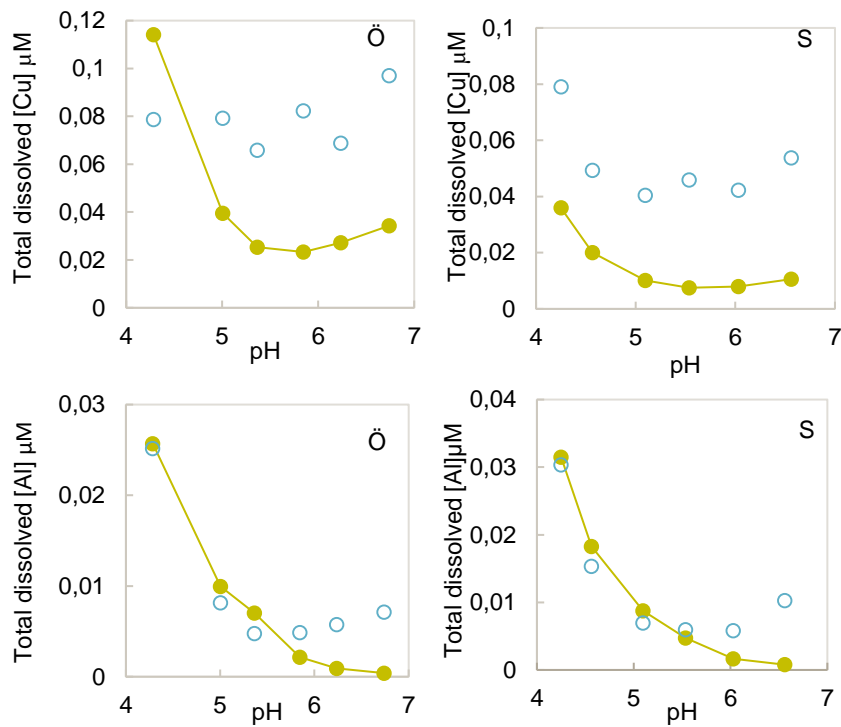 Total dissolved [Cu] µM
0,12
0,1
0,08
0,06
0,04
0,02
0
4 5 6 7
pH
Ö
Total dissolved [Cu] µM
0,1
0,08
0,06
0,04
0,02
0
4 5 6 7
pH
S
Total dissolved [Al] µM
0,03
0,02
0,01
0
4 5 6 7
pH
Ö
Total dissolved [Al]µM
0,04
0,03
0,02
0,01
0
4 5 6 7
pH
S